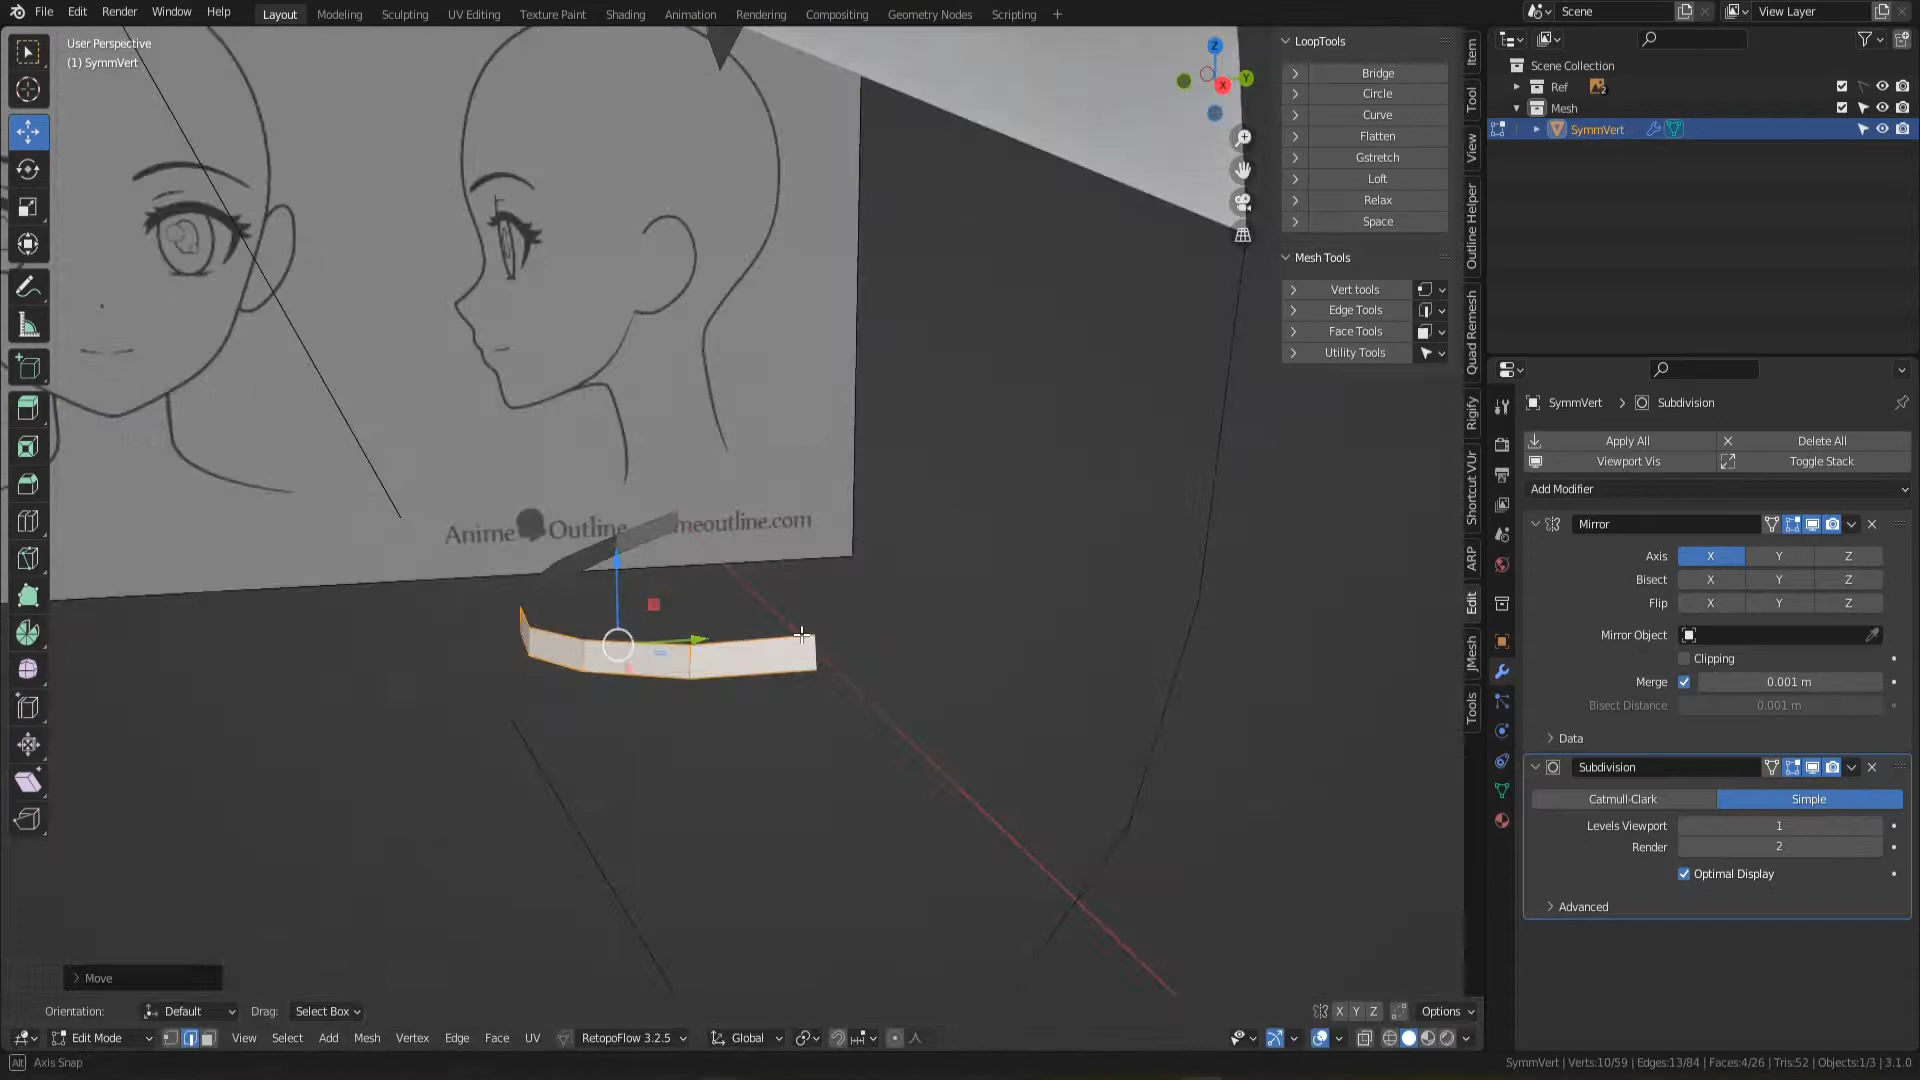 File Edit Render Window Help Layout Modeling Sculpting UV Editing Texture Paint Shading Animation Rendering Compositing Geometry Nodes Scripting + Scene View Layer
User Perspective
(1) SymmVert
LoopTools
Bridge
Circle
Curve
Flatten
Gstretch
Loft
Relax
Space
Mesh Tools
Vert tools
Edge Tools
Face Tools
Utility Tools
Item
Tool
View
Outline Helper
Quad Remesh
Rigify
Shortcut VUr
ARP
Edit
JMesh
Tools
Z
Y
X
Anime Outline meoutline.com
Scene Collection
Ref 2
Mesh
SymmVert
SymmVert Subdivision
Apply All Delete All
Viewport Vis Toggle Stack
Add Modifier
Mirror
Axis X Y Z
Bisect X Y Z
Flip X Y Z
Mirror Object
Clipping
Merge 0.001 m
Bisect Distance 0.001 m
Data
Subdivision
Catmull-Clark Simple
Levels Viewport 1
Render 2
Optimal Display
Advanced
Move
Orientation: Default Drag: Select Box X Y Z Options
Edit Mode View Select Add Mesh Vertex Edge Face UV RetopoFlow 3.2.5 Global
Alt Axis Snap SymmVert | Verts:10/59 | Edges:13/84 | Faces:4/26 | Tris:52 | Objects:1/3 | 3.1.0